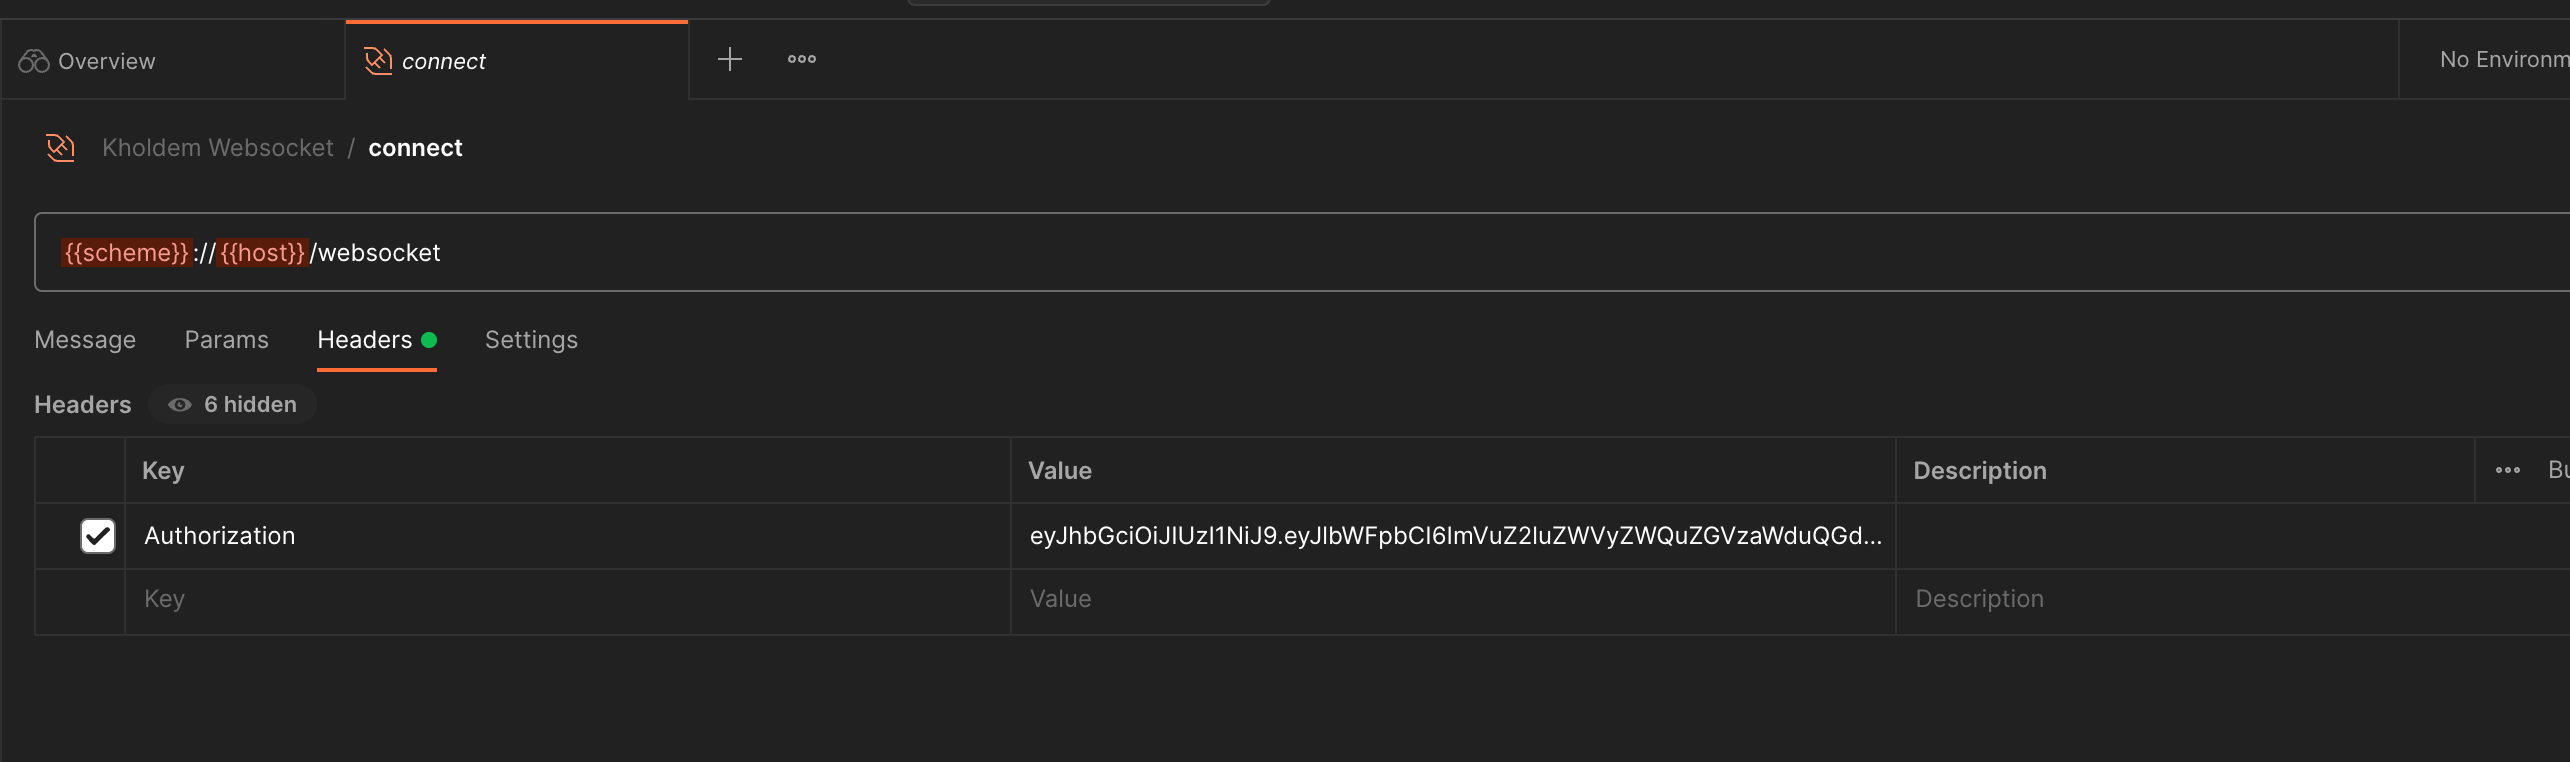 Overview
connect
No Environm
Kholdem Websocket / connect
{{scheme}}://{{host}}/websocket
Message Params Headers Settings
Headers 6 hidden
Key Value Description Bu
Authorization eyJhbGciOiJIUzI1NiJ9.eyJlbWFpbCI6ImVuZ2luZWVyZWQuZGVzaWduQGd...
Key Value Description